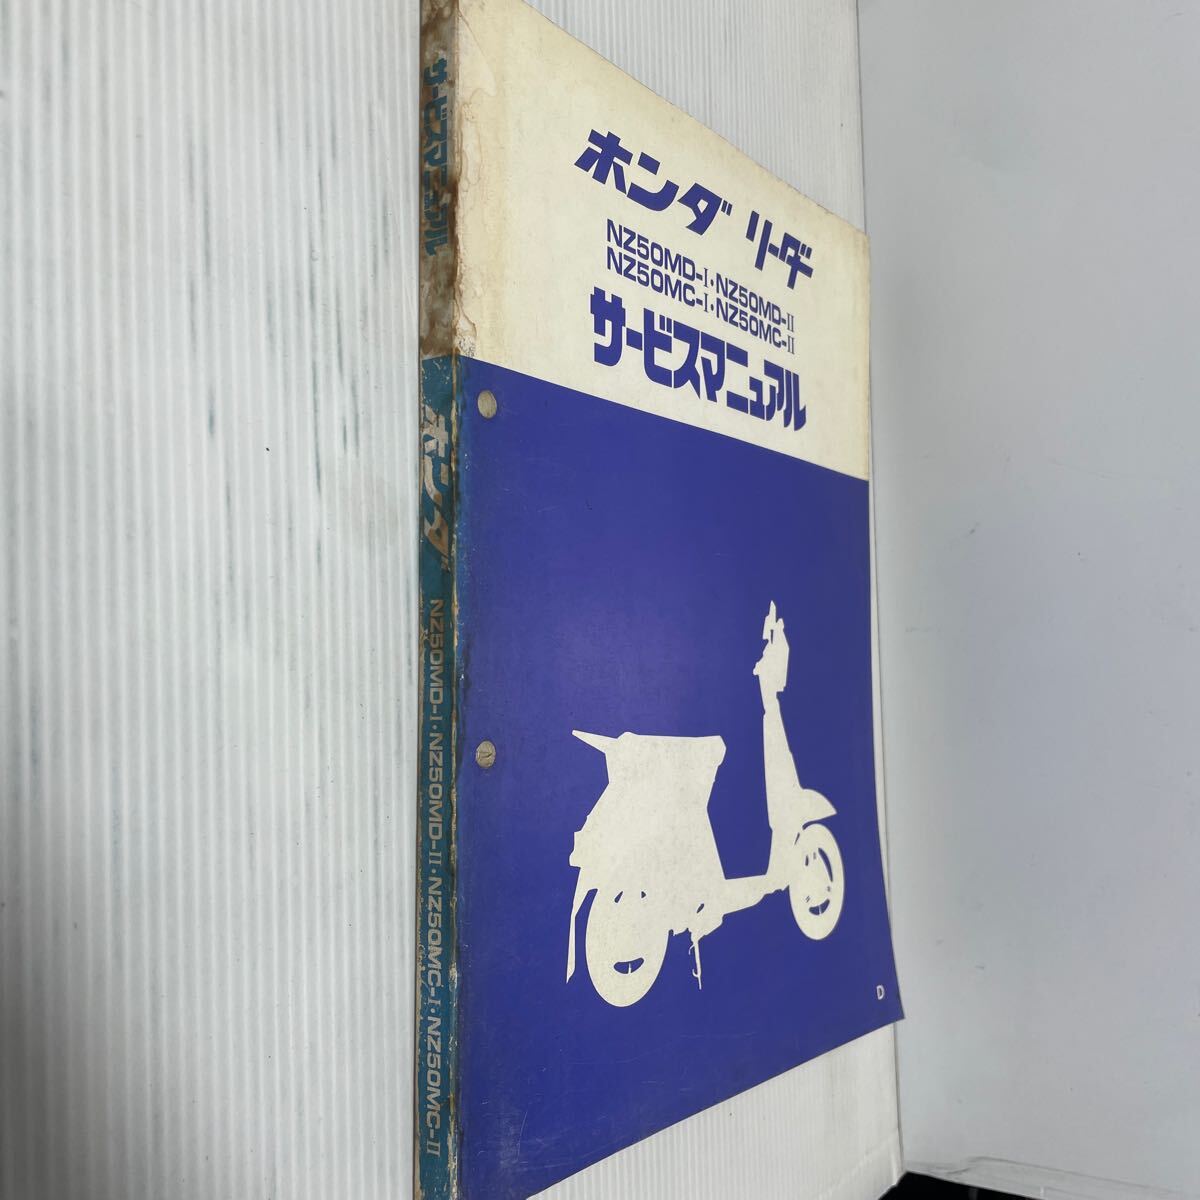 ホンダ リーダー
NZ50MD-I・NZ50MD-II
NZ50MC-I・NZ50MC-II
サービスマニュアル
D
サービスマニュアル
ホンダ NZ50MD-I・NZ50MD-II・NZ50MC-I・NZ50MC-II